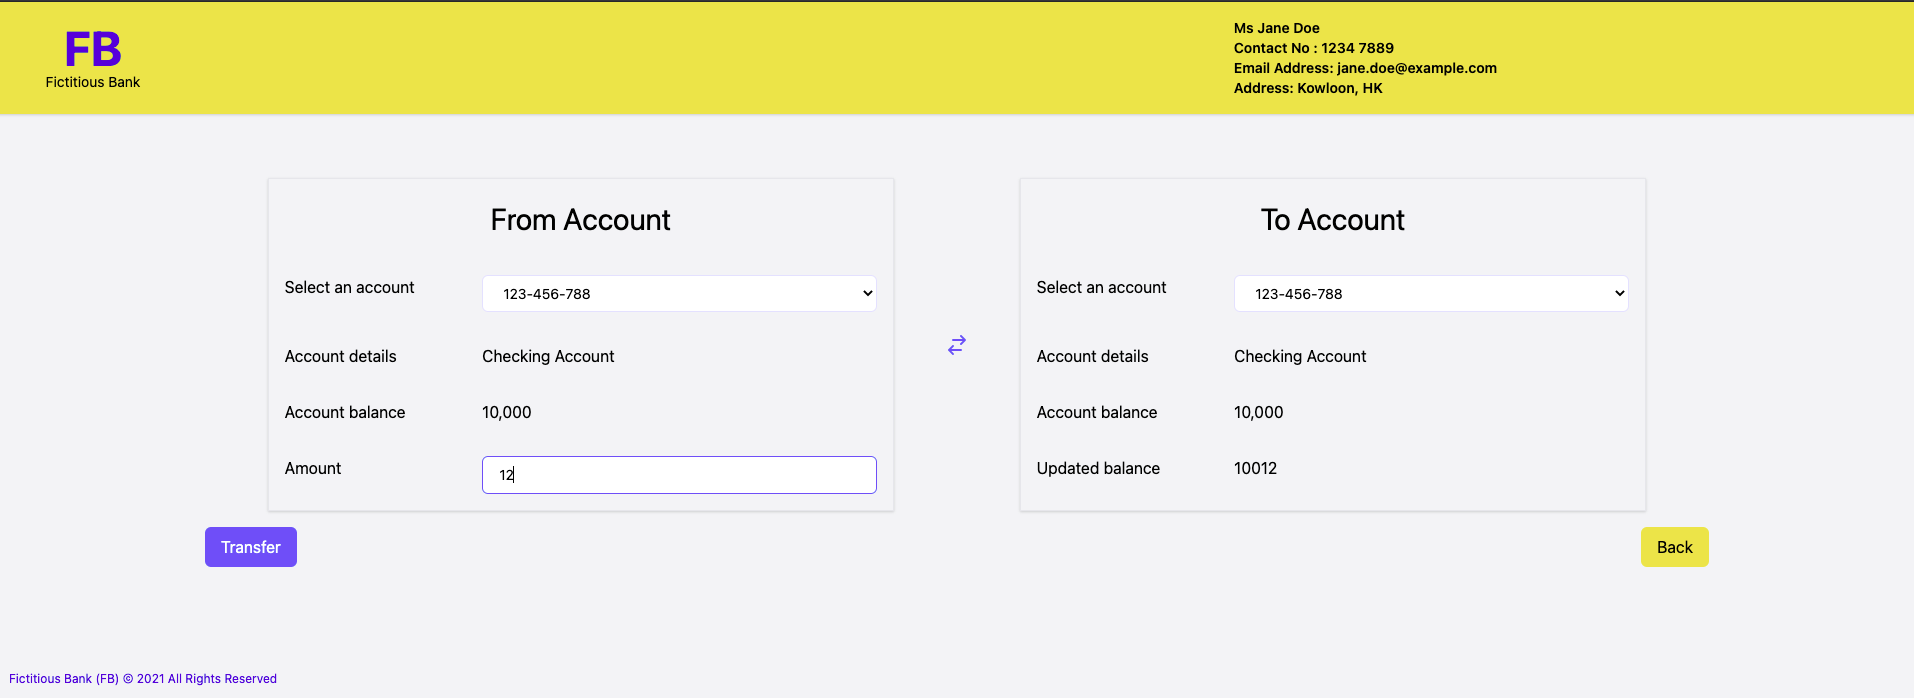 FB
Fictitious Bank
Ms Jane Doe
Contact No : 1234 7889
Email Address: jane.doe@example.com
Address: Kowloon, HK
From Account
Select an account
123-456-788
Account details
Checking Account
Account balance
10,000
Amount
12
To Account
Select an account
123-456-788
Account details
Checking Account
Account balance
10,000
Updated balance
10012
Transfer
Back
Fictitious Bank (FB) © 2021 All Rights Reserved